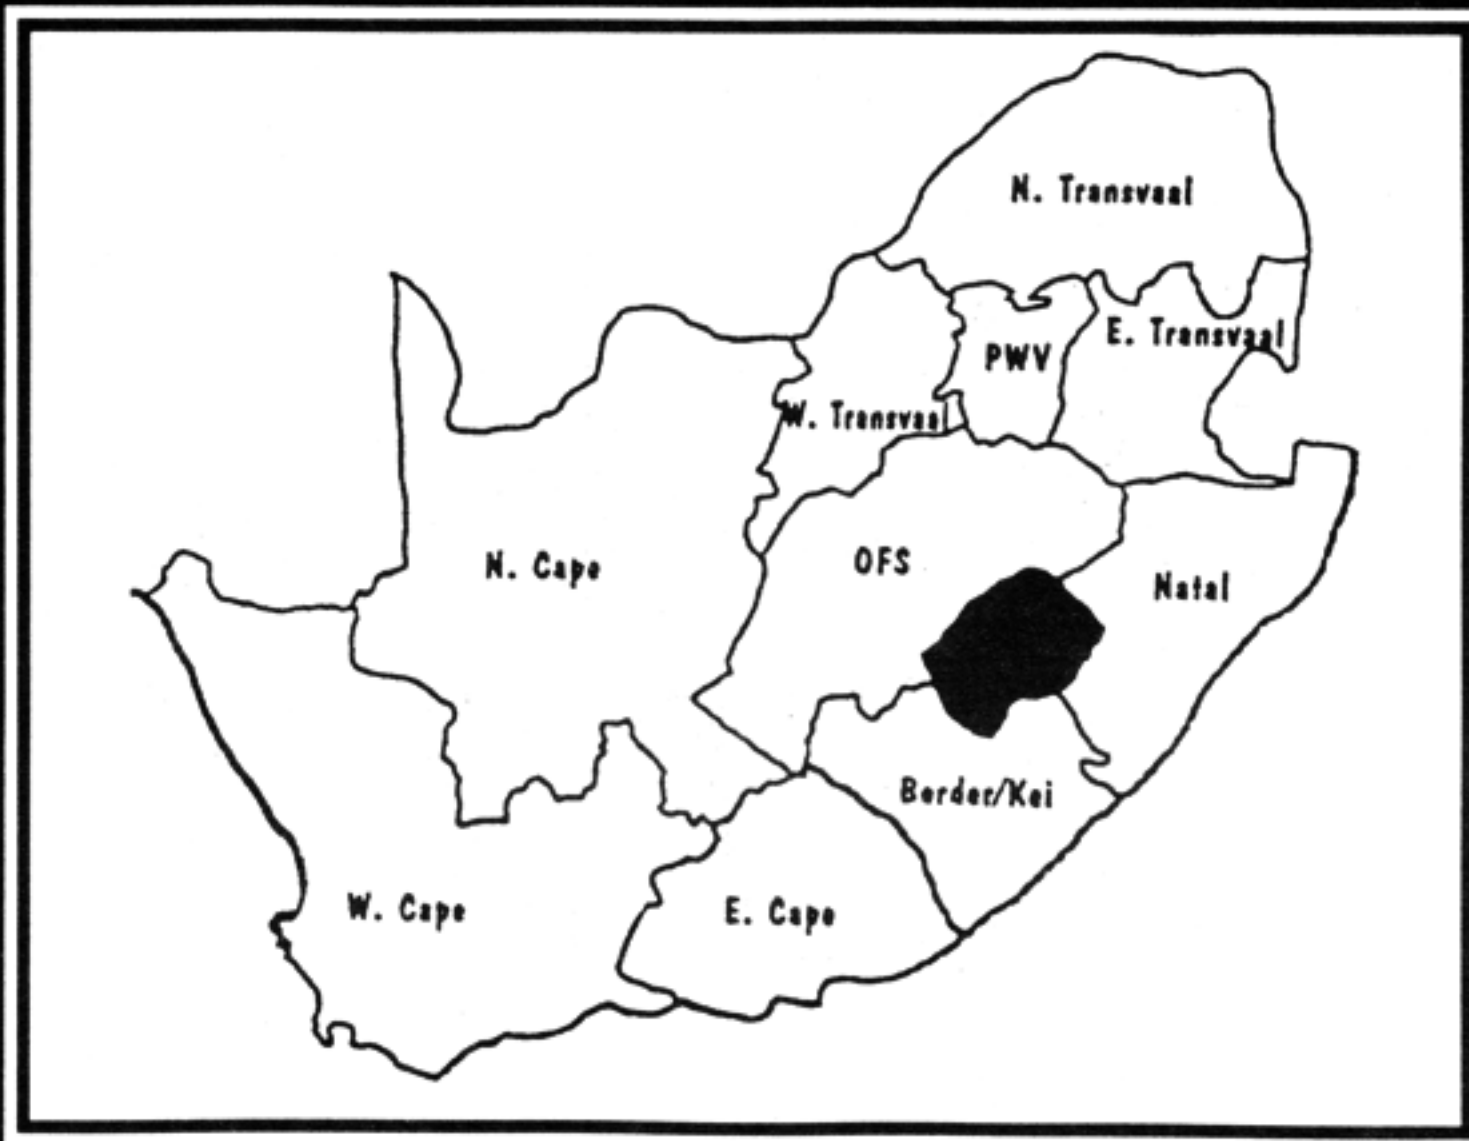 N. Transvaal
E. Transvaal
PWV
W. Transvaal
N. Cape
OFS
Natal
Border/Kei
W. Cape
E. Cape